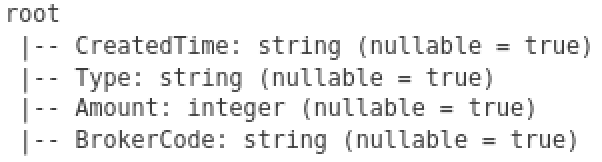 root
 |-- CreatedTime: string (nullable = true)
 |-- Type: string (nullable = true)
 |-- Amount: integer (nullable = true)
 |-- BrokerCode: string (nullable = true)